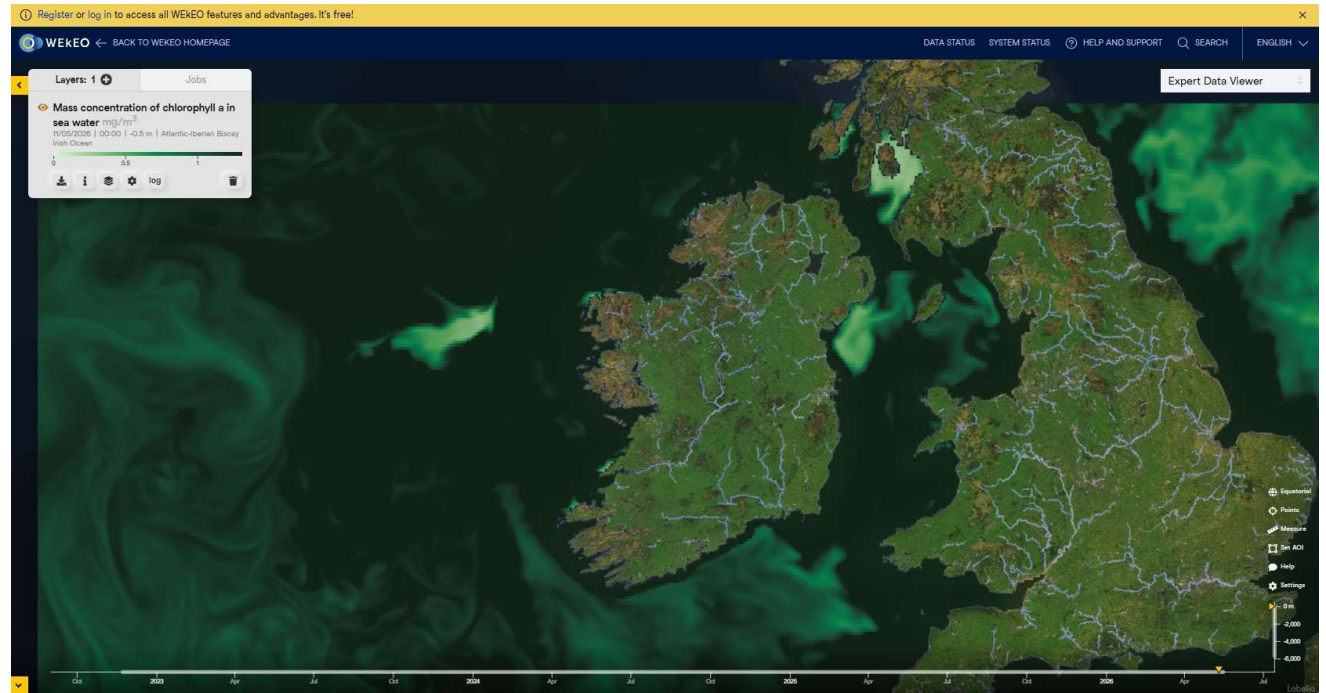 Register or log in to access all WEkEO features and advantages. It's free!
WEKEO ← BACK TO WEKEO HOMEPAGE
DATA STATUS SYSTEM STATUS HELP AND SUPPORT SEARCH ENGLISH
Layers: 1 Jobs
Expert Data Viewer
Mass concentration of chlorophyll a in
sea water mg/m³
11/05/2026 | 00:00 | -0.5 m | Atlantic-Iberian Biscay
Irish Ocean
0 0.5 1
log
Equatorial
Points
Measure
Set AOI
Help
Settings
0 m
-2,000
-4,000
-6,000
Oct 2023 Apr Jul Oct 2024 Apr Jul Oct 2025 Apr Jul Oct 2026 Apr Jul
Lobelia